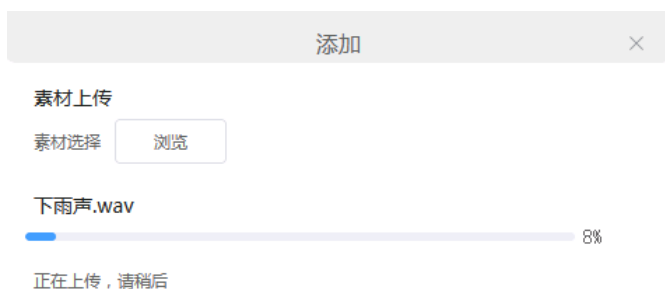 添加
素材上传
素材选择 浏览
下雨声.wav
8%
正在上传，请稍后